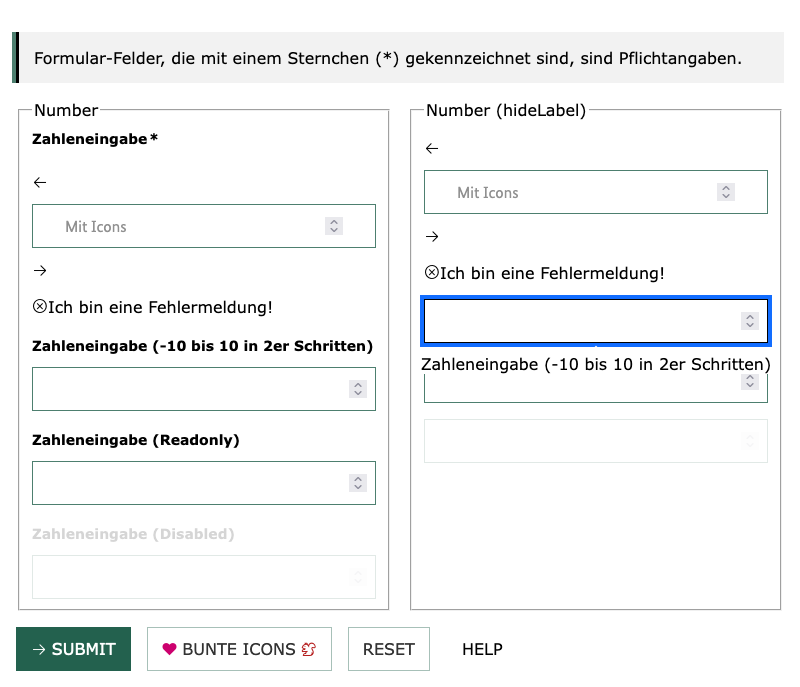 Formular-Felder, die mit einem Sternchen (*) gekennzeichnet sind, sind Pflichtangaben.
Number
Zahleneingabe*
←
Mit Icons
→
Ich bin eine Fehlermeldung!
Zahleneingabe (-10 bis 10 in 2er Schritten)
Zahleneingabe (Readonly)
Zahleneingabe (Disabled)
Number (hideLabel)
←
Mit Icons
→
Ich bin eine Fehlermeldung!
Zahleneingabe (-10 bis 10 in 2er Schritten)
→ SUBMIT
BUNTE ICONS
RESET
HELP